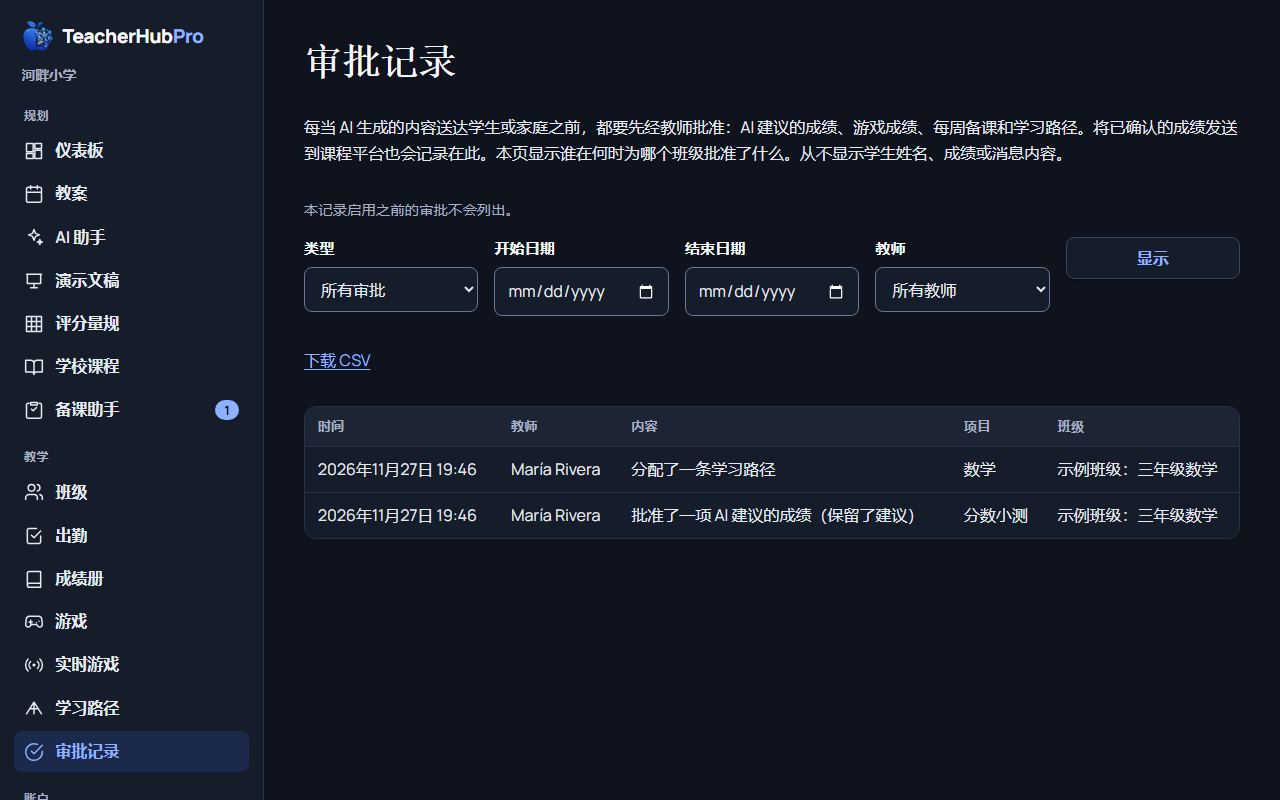 TeacherHubPro
河畔小学
规划
仪表板
教案
AI 助手
演示文稿
评分量规
学校课程
备课助手 1
教学
班级
出勤
成绩册
游戏
实时游戏
学习路径
审批记录
账户
审批记录
每当 AI 生成的内容送达学生或家庭之前，都要先经教师批准：AI 建议的成绩、游戏成绩、每周备课和学习路径。将已确认的成绩发送
到课程平台也会记录在此。本页显示谁在何时为哪个班级批准了什么。从不显示学生姓名、成绩或消息内容。
本记录启用之前的审批不会列出。
类型 开始日期 结束日期 教师
所有审批 mm/dd/yyyy mm/dd/yyyy 所有教师 显示
下载 CSV
时间 教师 内容 项目 班级
2026年11月27日 19:46 María Rivera 分配了一条学习路径 数学 示例班级：三年级数学
2026年11月27日 19:46 María Rivera 批准了一项 AI 建议的成绩（保留了建议） 分数小测 示例班级：三年级数学